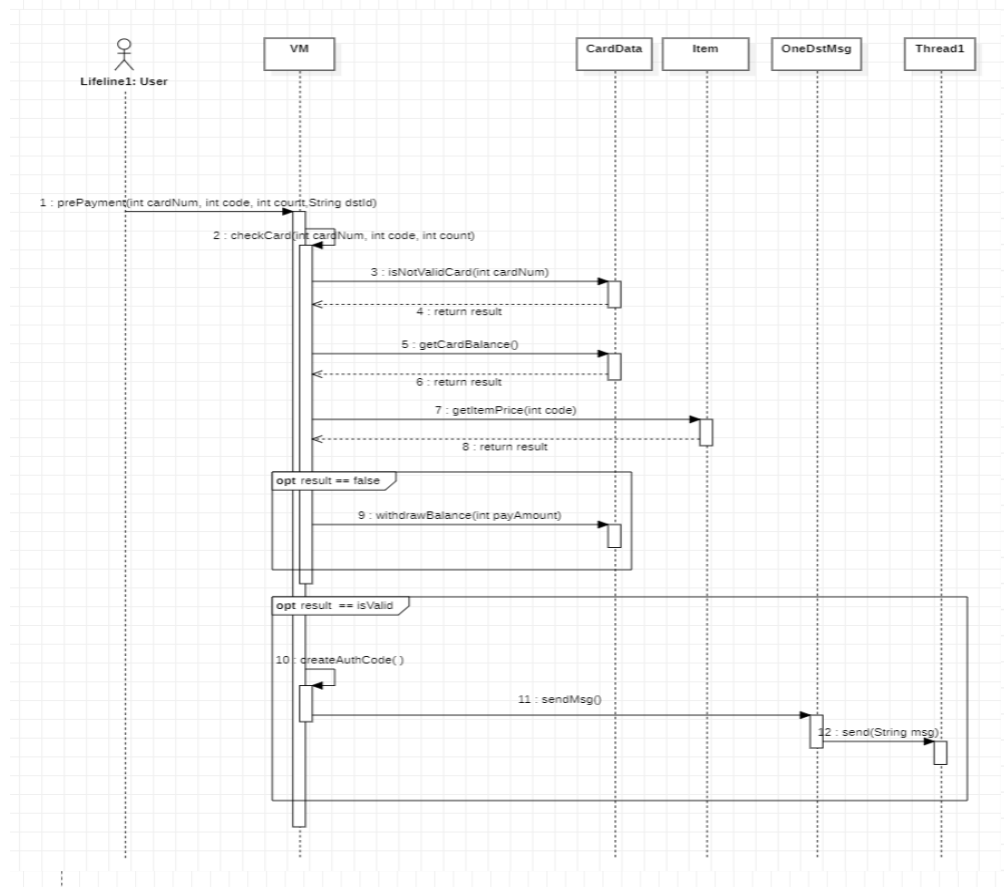 VM
CardData
Item
OneDstMsg
Thread1
Lifeline1: User
1 : prePayment(int cardNum, int code, int count,String dstId)
2 : checkCard(int cardNum, int code, int count)
3 : isNotValidCard(int cardNum)
4 : return result
5 : getCardBalance()
6 : return result
7 : getItemPrice(int code)
8 : return result
opt result == false
9 : withdrawBalance(int payAmount)
opt result == isValid
10 : createAuthCode( )
11 : sendMsg()
12 : send(String msg)